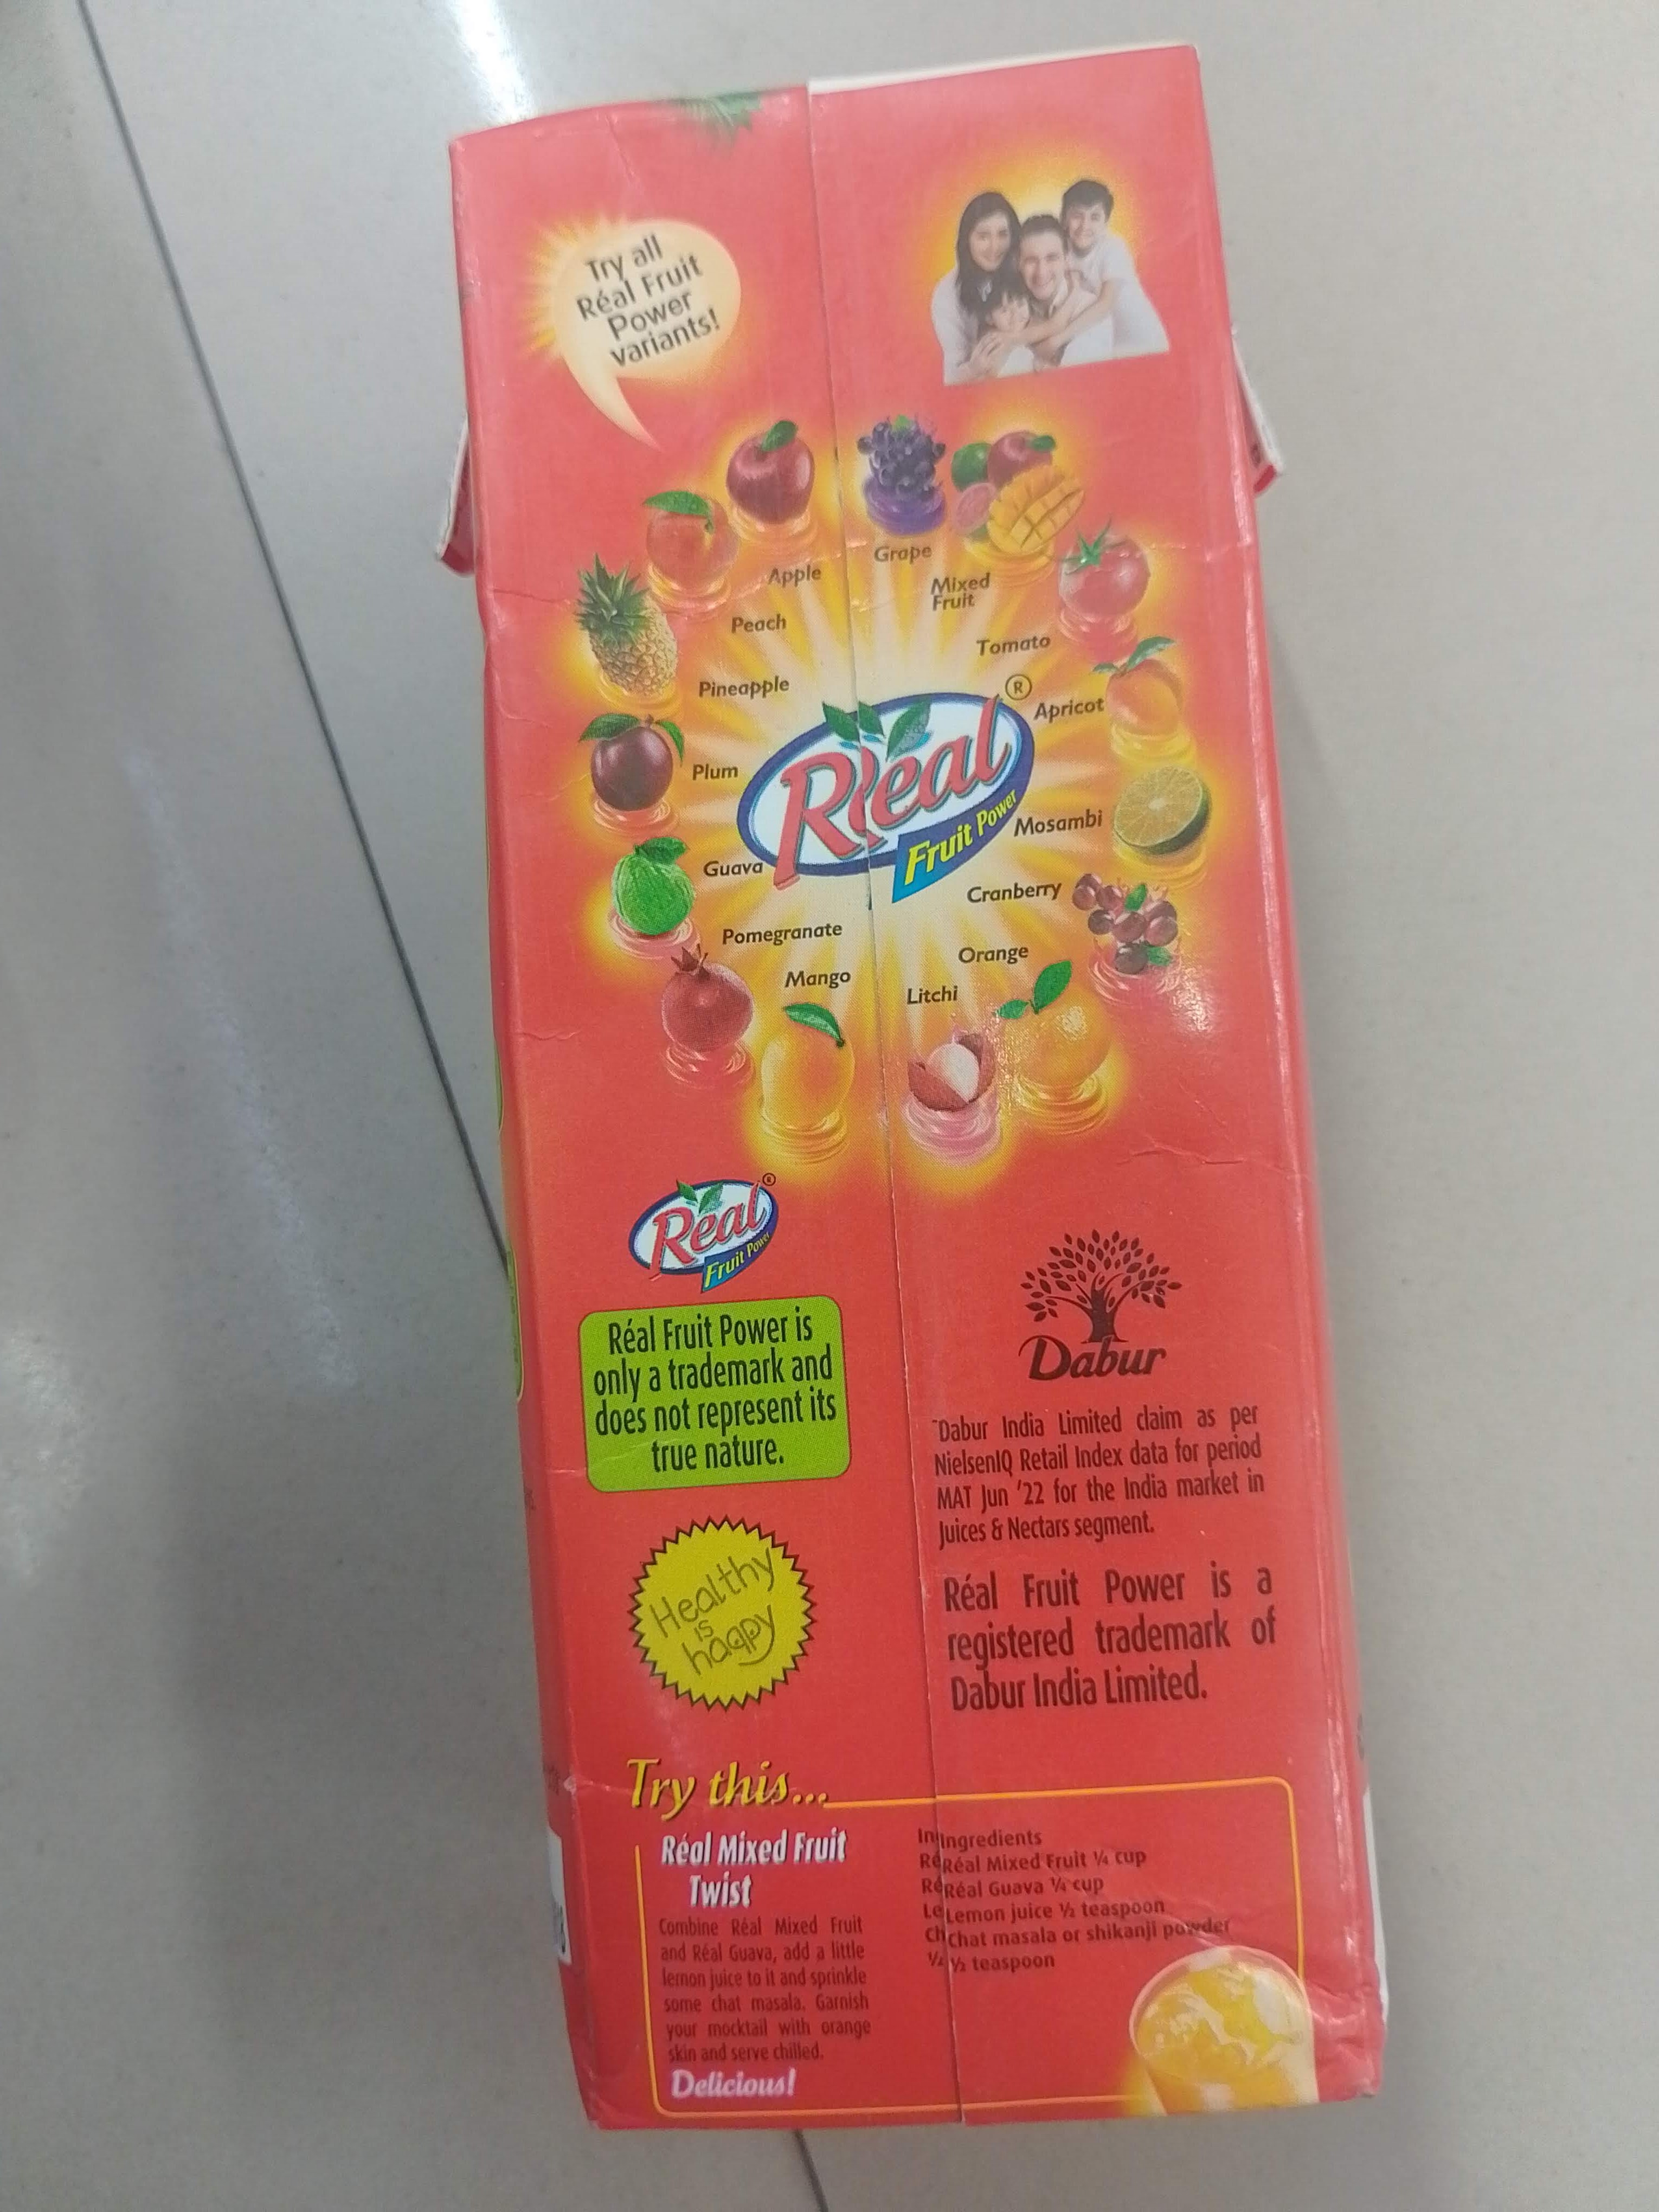 Try all
Réal Fruit
Power
variants!
Grape
Apple
Mixed
Fruit
Peach
Tomato
Pineapple
Apricot
Plum
Réal
®
Fruit Power
Mosambi
Guava
Cranberry
Pomegranate
Orange
Mango
Litchi
Réal
®
Fruit Power
Réal Fruit Power is
only a trademark and
does not represent its
true nature.
Healthy
is
happy
Dabur
~Dabur India Limited claim as per
NielsenIQ Retail Index data for period
MAT Jun '22 for the India market in
Juices & Nectars segment.
Réal Fruit Power is a
registered trademark of
Dabur India Limited.
Try this...
Réal Mixed Fruit
Twist
Combine Réal Mixed Fruit
and Réal Guava, add a little
lemon juice to it and sprinkle
some chat masala. Garnish
your mocktail with orange
skin and serve chilled.
Delicious!
Ingredients
Réal Mixed Fruit ¼ cup
Réal Guava ¼ cup
Lemon juice ½ teaspoon
Chat masala or shikanji powder
½ teaspoon